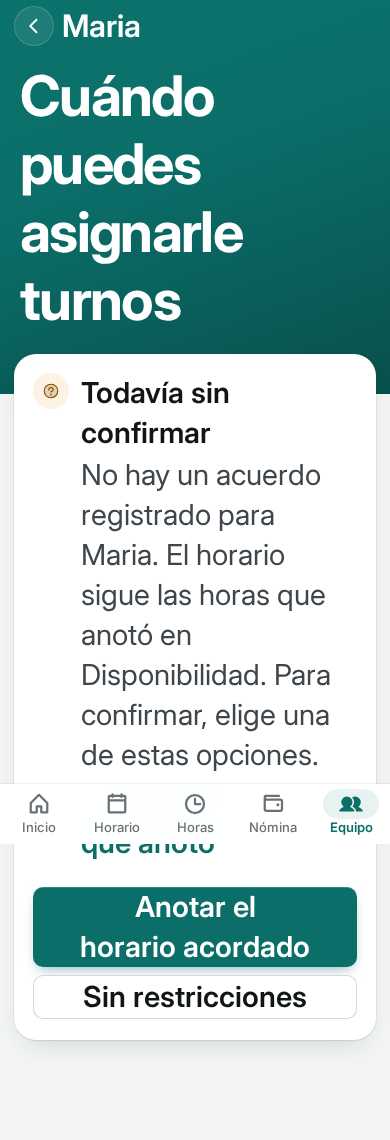 Maria
Cuándo
puedes
asignarle
turnos
Todavía sin
confirmar
No hay un acuerdo
registrado para
Maria. El horario
sigue las horas que
anotó en
Disponibilidad. Para
confirmar, elige una
de estas opciones.
Inicio
Horario
Horas
Nómina
Equipo
que anotó
Anotar el
horario acordado
Sin restricciones